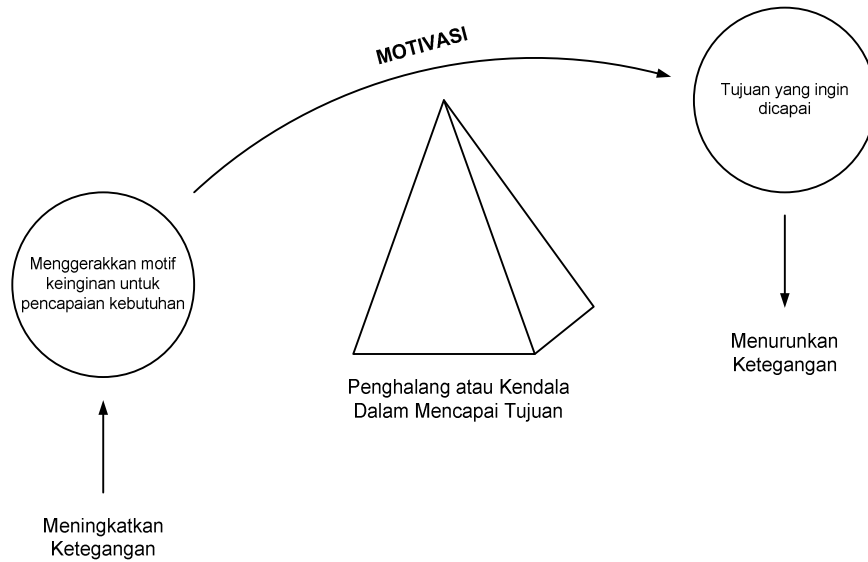 MOTIVASI
Tujuan yang ingin
dicapai
Menggerakkan motif
keinginan untuk
pencapaian kebutuhan
Menurunkan
Ketegangan
Penghalang atau Kendala
Dalam Mencapai Tujuan
Meningkatkan
Ketegangan